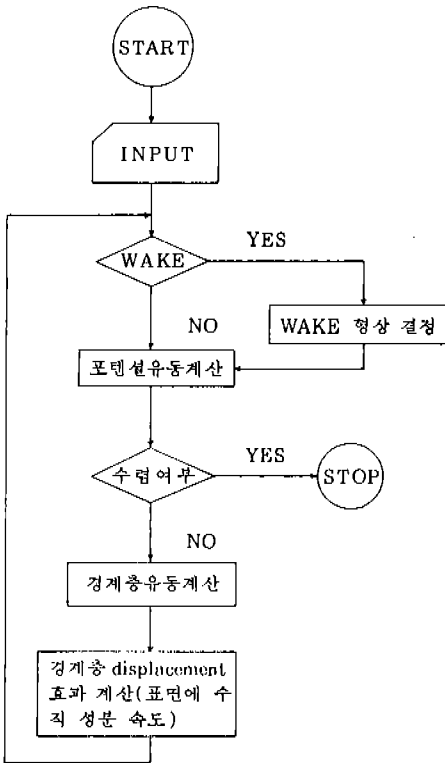 START
INPUT
WAKE
YES
NO
WAKE 형상 결정
포텐셜유동계산
수렴여부
YES
STOP
NO
경계층유동계산
경계층 displacement
효과 계산(표면에 수
직 성분 속도)